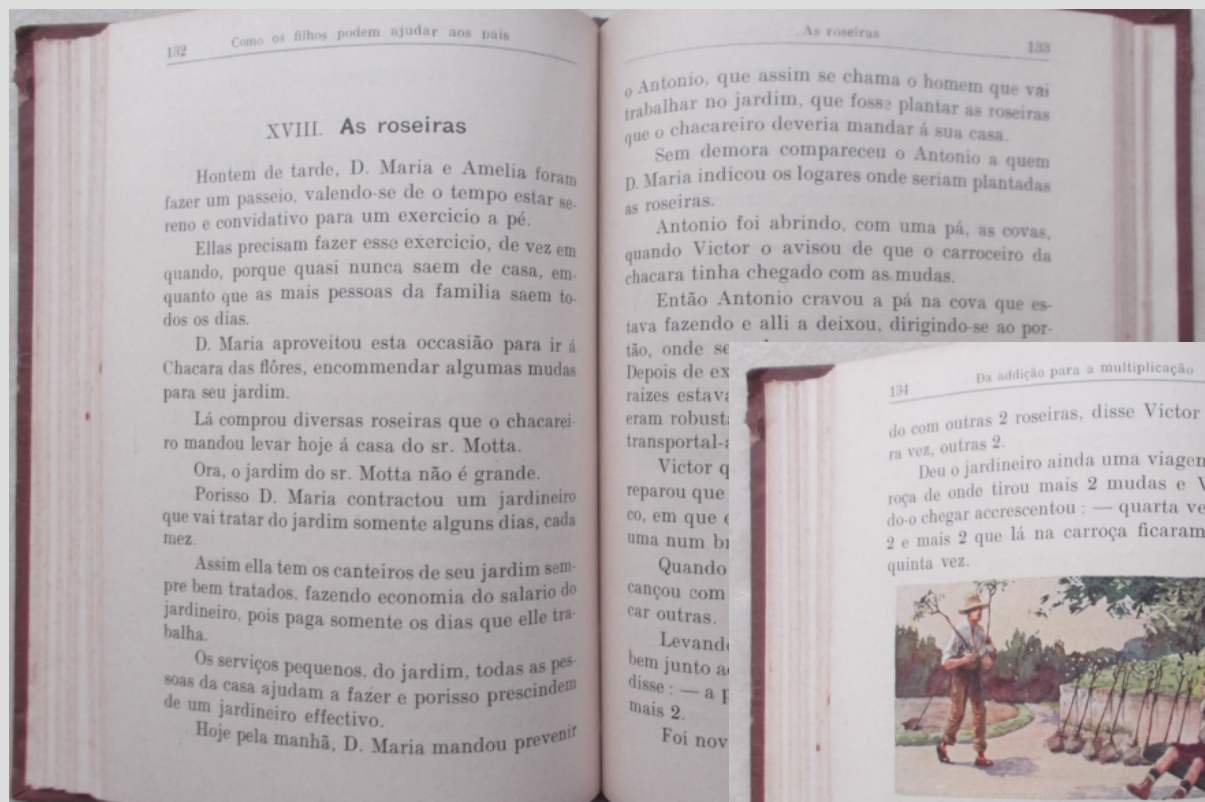 132 Como os filhos podem ajudar aos pais
XVIII. As roseiras
Hontem de tarde, D. Maria e Amelia foram
fazer um passeio, valendo-se de o tempo estar se-
reno e convidativo para um exercicio a pé.
Ellas precisam fazer esse exercicio, de vez em
quando, porque quasi nunca saem de casa, em-
quanto que as mais pessoas da familia saem to-
dos os dias.
D. Maria aproveitou esta occasião para ir á
Chacara das flôres, encommendar algumas mudas
para seu jardim.
Lá comprou diversas roseiras que o chacarei-
ro mandou levar hoje á casa do sr. Motta.
Ora, o jardim do sr. Motta não é grande.
Porisso D. Maria contractou um jardineiro
que vai tratar do jardim somente alguns dias, cada
mez.
Assim ella tem os canteiros de seu jardim sem-
pre bem tratados, fazendo economia do salario do
jardineiro, pois paga somente os dias que elle tra-
balha.
Os serviços pequenos, do jardim, todas as pes-
soas da casa ajudam a fazer e porisso prescindem
de um jardineiro effectivo.
Hoje pela manhã, D. Maria mandou prevenir
As roseiras 133
o Antonio, que assim se chama o homem que vai
trabalhar no jardim, que fosse plantar as roseiras
que o chacareiro deveria mandar á sua casa.
Sem demora compareceu o Antonio a quem
D. Maria indicou os logares onde seriam plantadas
as roseiras.
Antonio foi abrindo, com uma pá, as covas,
quando Victor o avisou de que o carroceiro da
chacara tinha chegado com as mudas.
Então Antonio cravou a pá na cova que es-
tava fazendo e alli a deixou, dirigindo-se ao por-
tão, onde se
Depois de ex
raizes estava
eram robust
transportal-a
Victor q
reparou que
co, em que e
uma num br
Quando
cançou com
car outras.
Levand
bem junto a
disse : — a p
mais 2.
Foi nov
134 Da addição para a multiplicação
do com outras 2 roseiras, disse Victor
ra vez, outras 2.
Deu o jardineiro ainda uma viagem
roça de onde tirou mais 2 mudas e V
do-o chegar accrescentou : — quarta ve
2 e mais 2 que lá na carroça ficaram
quinta vez.